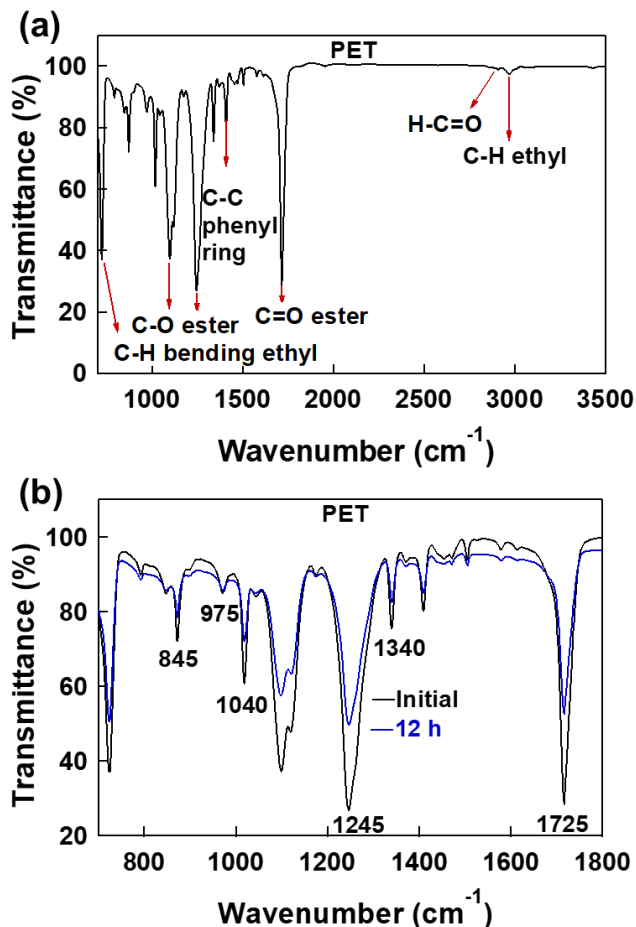 (a)
PET
100
80
60
40
20
0
Transmittance (%)
H-C=O
C-H ethyl
C-C
phenyl
ring
C-O ester
C=O ester
C-H bending ethyl
1000 1500 2000 2500 3000 3500
Wavenumber (cm⁻¹)
(b)
PET
100
80
60
40
20
Transmittance (%)
845
975
1040
1245
1340
1725
Initial
12 h
800 1000 1200 1400 1600 1800
Wavenumber (cm⁻¹)